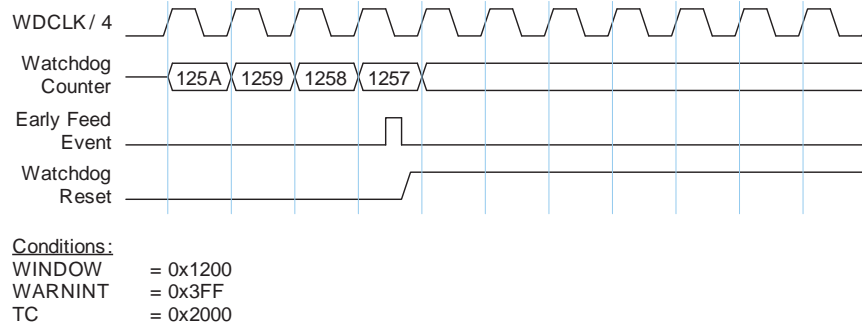 WDCLK / 4
Watchdog
Counter
125A 1259 1258 1257
Early Feed
Event
Watchdog
Reset
Conditions:
WINDOW = 0x1200
WARNINT = 0x3FF
TC = 0x2000